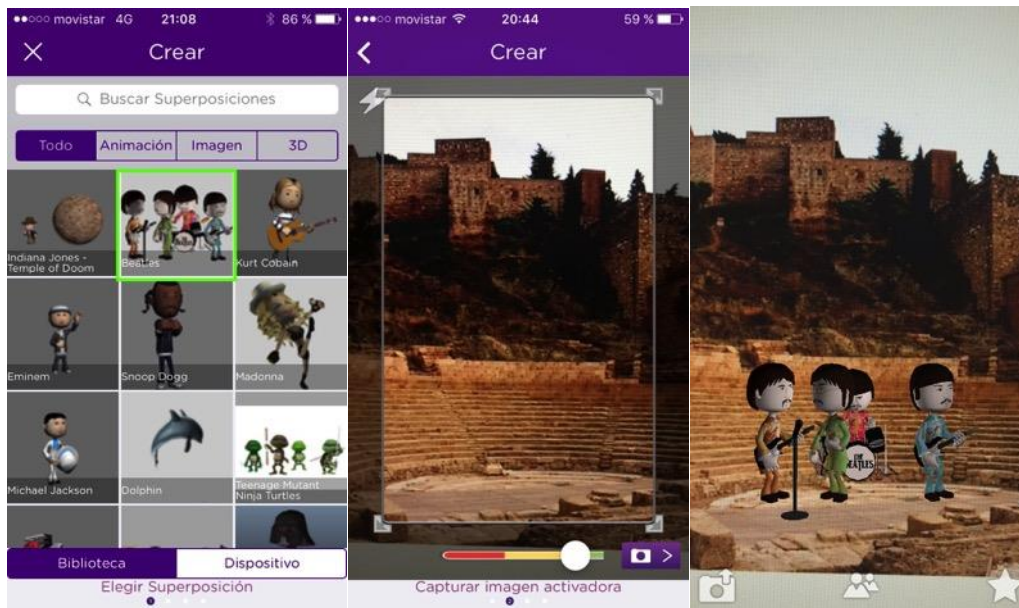 movistar 4G 21:08 86 %
Crear
Buscar Superposiciones
Todo Animación Imagen 3D
Indiana Jones -
Temple of Doom
Beatles
Kurt Cobain
Eminem
Snoop Dogg
Madonna
Michael Jackson
Dolphin
Teenage Mutant
Ninja Turtles
Biblioteca Dispositivo
Elegir Superposición
1
movistar 20:44 59 %
Crear
Capturar imagen activadora
2
THE
BEATLES